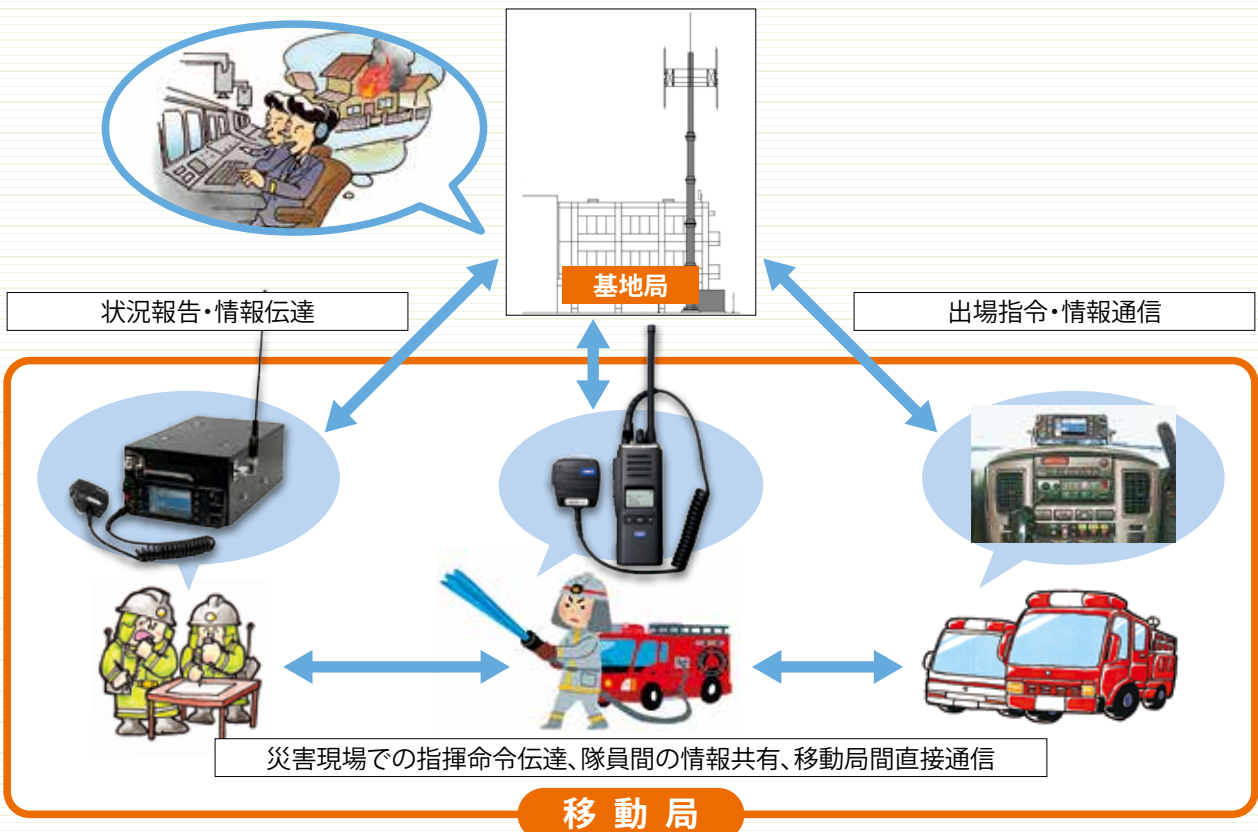 基地局
状況報告・情報伝達
出場指令・情報通信
災害現場での指揮命令伝達、隊員間の情報共有、移動局間直接通信
移動局